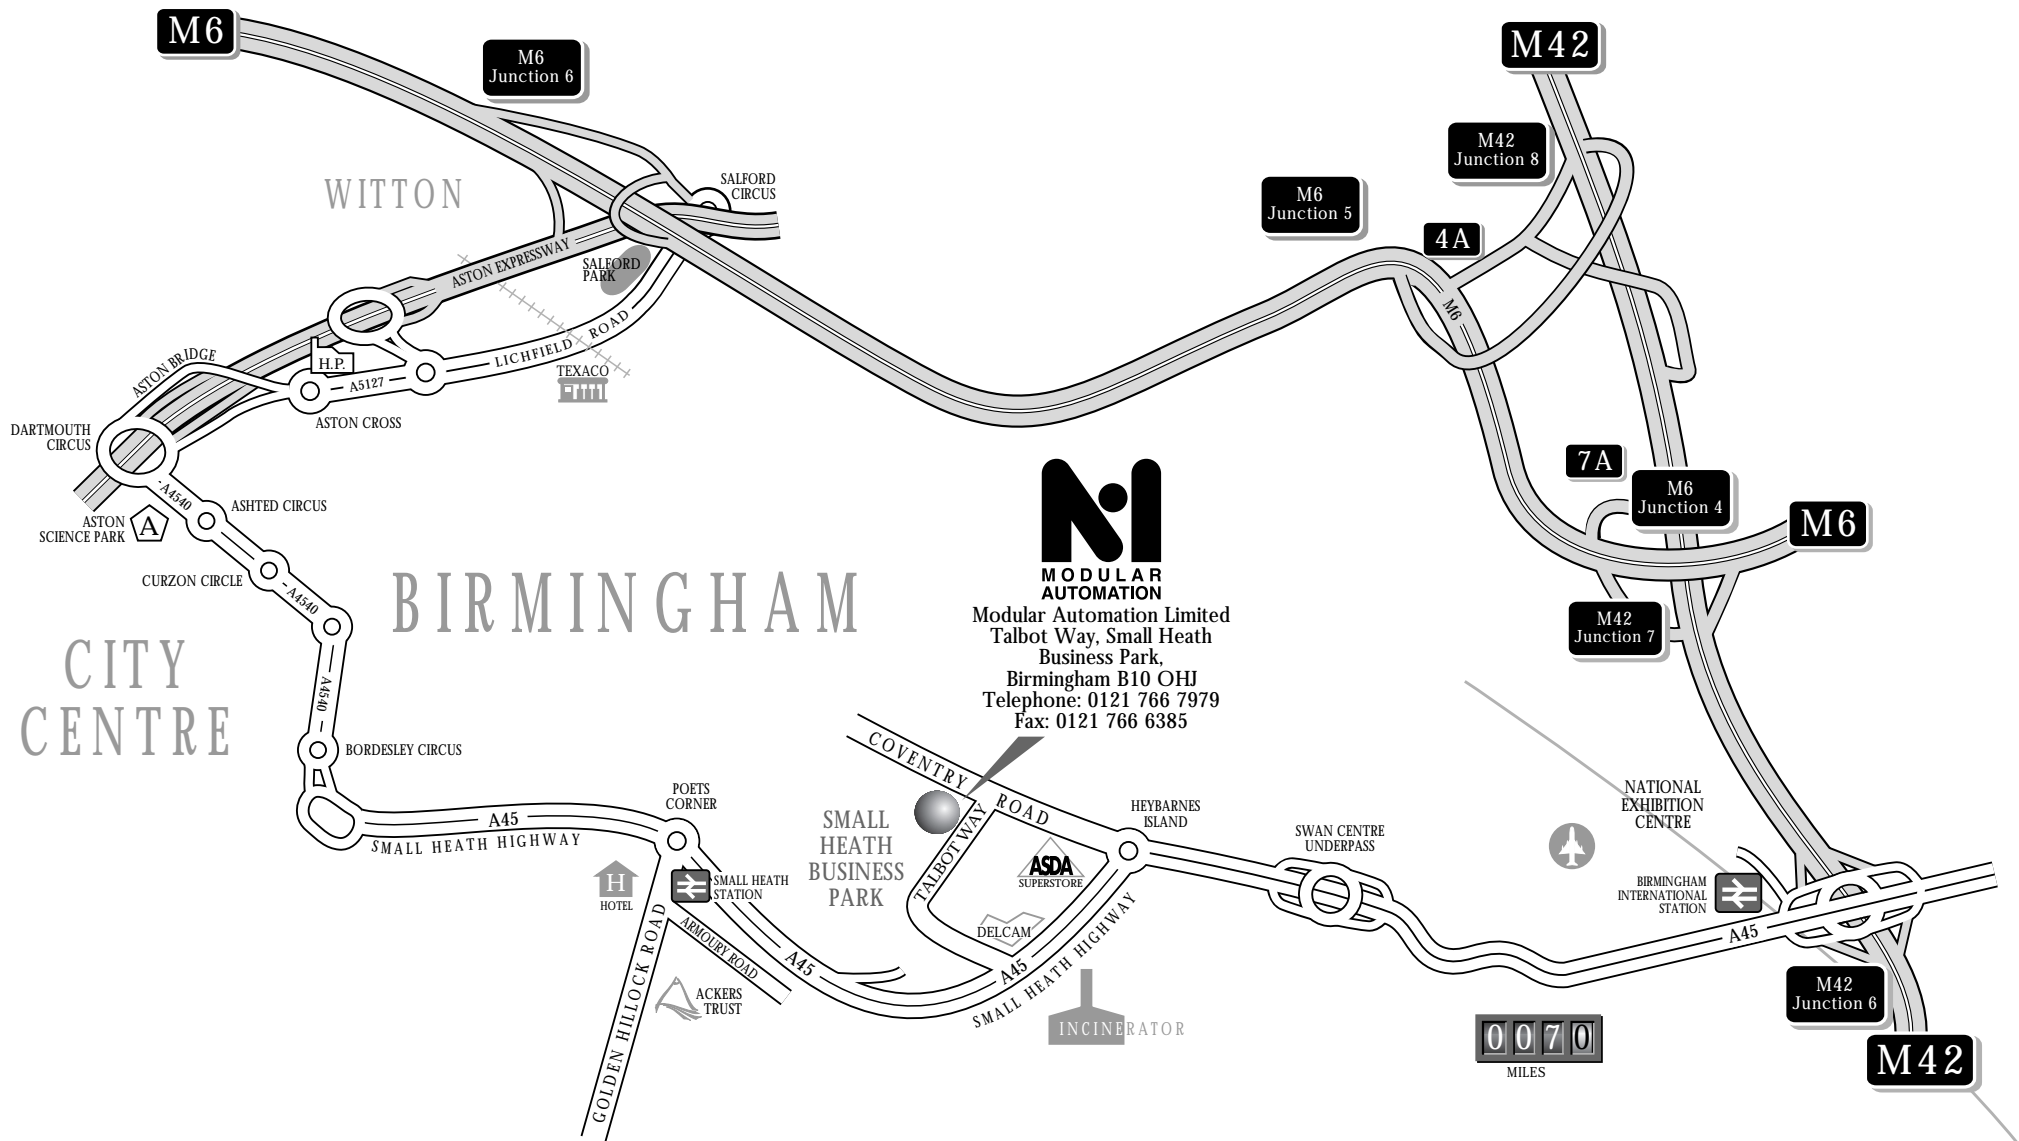 M6
M6
Junction 6
M42
M42
Junction 8
WITTON
SALFORD
CIRCUS
M6
Junction 5
4A
ASTON EXPRESSWAY
SALFORD
PARK
M6
LICHFIELD ROAD
ASTON BRIDGE
H.P.
A5127
TEXACO
ASTON CROSS
DARTMOUTH
CIRCUS
7A
M6
Junction 4
M6
A4540
ASHTED CIRCUS
ASTON
SCIENCE PARK
A
CURZON CIRCLE
A4540
BIRMINGHAM
MODULAR
AUTOMATION
Modular Automation Limited
Talbot Way, Small Heath
Business Park,
Birmingham B10 OHJ
Telephone: 0121 766 7979
Fax: 0121 766 6385
M42
Junction 7
CITY
CENTRE
A4540
BORDESLEY CIRCUS
COVENTRY ROAD
POETS
CORNER
A45
SMALL HEATH HIGHWAY
SMALL
HEATH
BUSINESS
PARK
TALBOT WAY
HEYBARNES
ISLAND
SWAN CENTRE
UNDERPASS
NATIONAL
EXHIBITION
CENTRE
ASDA
SUPERSTORE
H
HOTEL
SMALL HEATH
STATION
BIRMINGHAM
INTERNATIONAL
STATION
DELCAM
ARMOURY ROAD
A45
A45
SMALL HEATH HIGHWAY
A45
GOLDEN HILLOCK ROAD
ACKERS
TRUST
INCINERATOR
M42
Junction 6
0070
MILES
M42